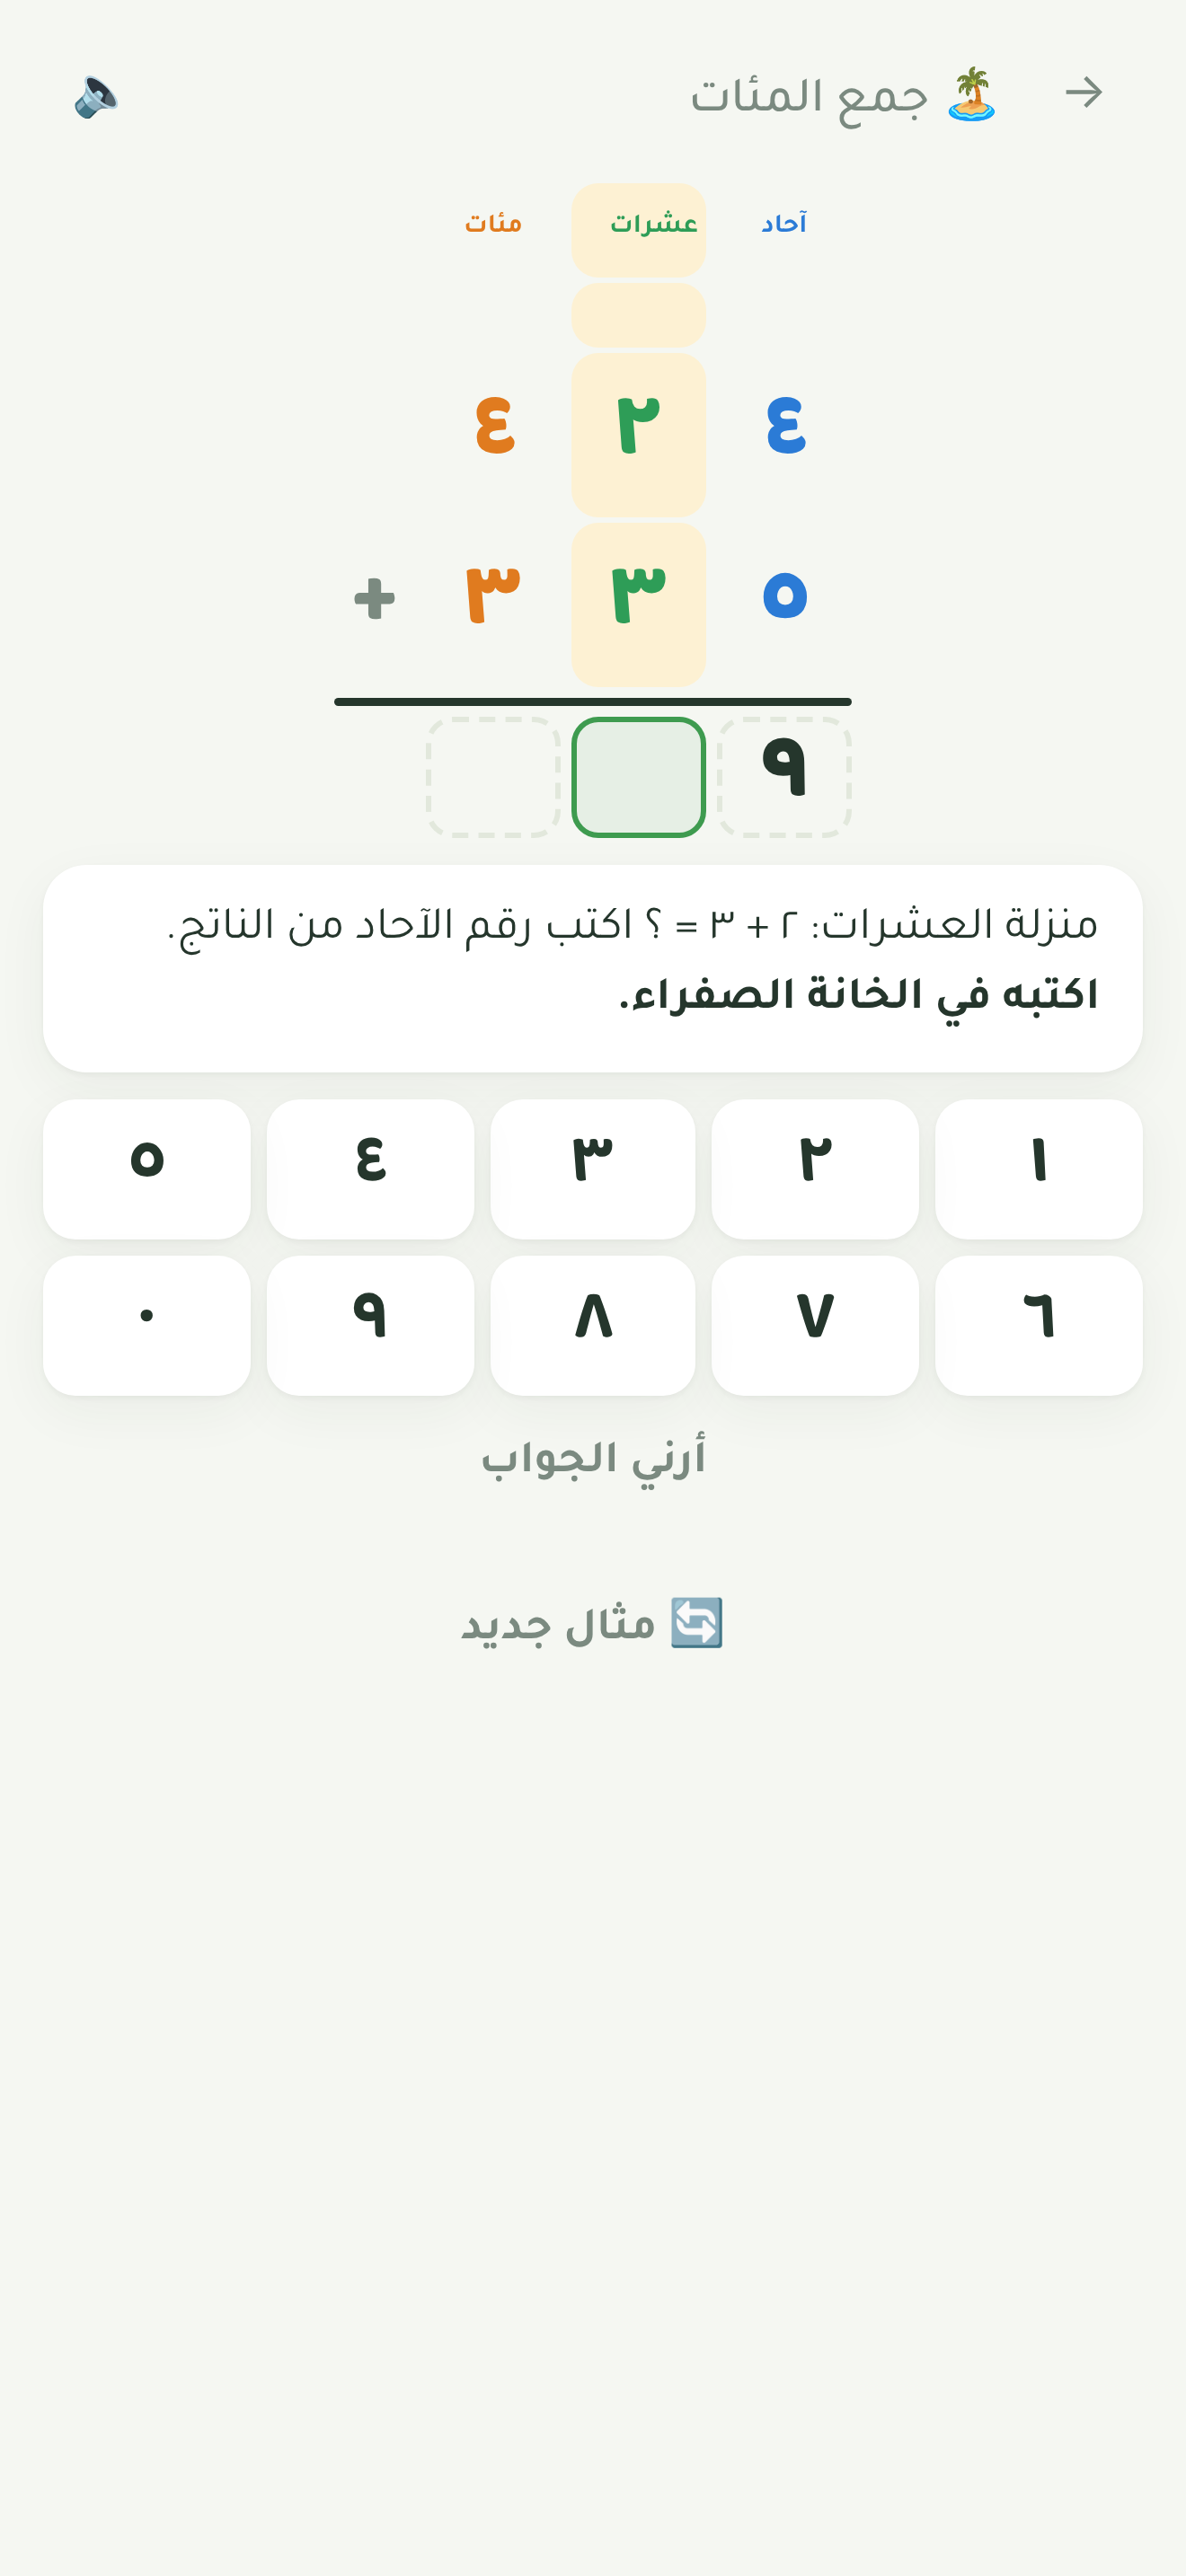 → 🏝️ جمع المئات 🔈
آحاد عشرات مئات
٤ ٢ ٤
٥ ٣ ٣ +
٩
منزلة العشرات: ٢ + ٣ = ؟ اكتب رقم الآحاد من الناتج.
اكتبه في الخانة الصفراء.
١ ٢ ٣ ٤ ٥
٦ ٧ ٨ ٩ ٠
أرني الجواب
🔄 مثال جديد